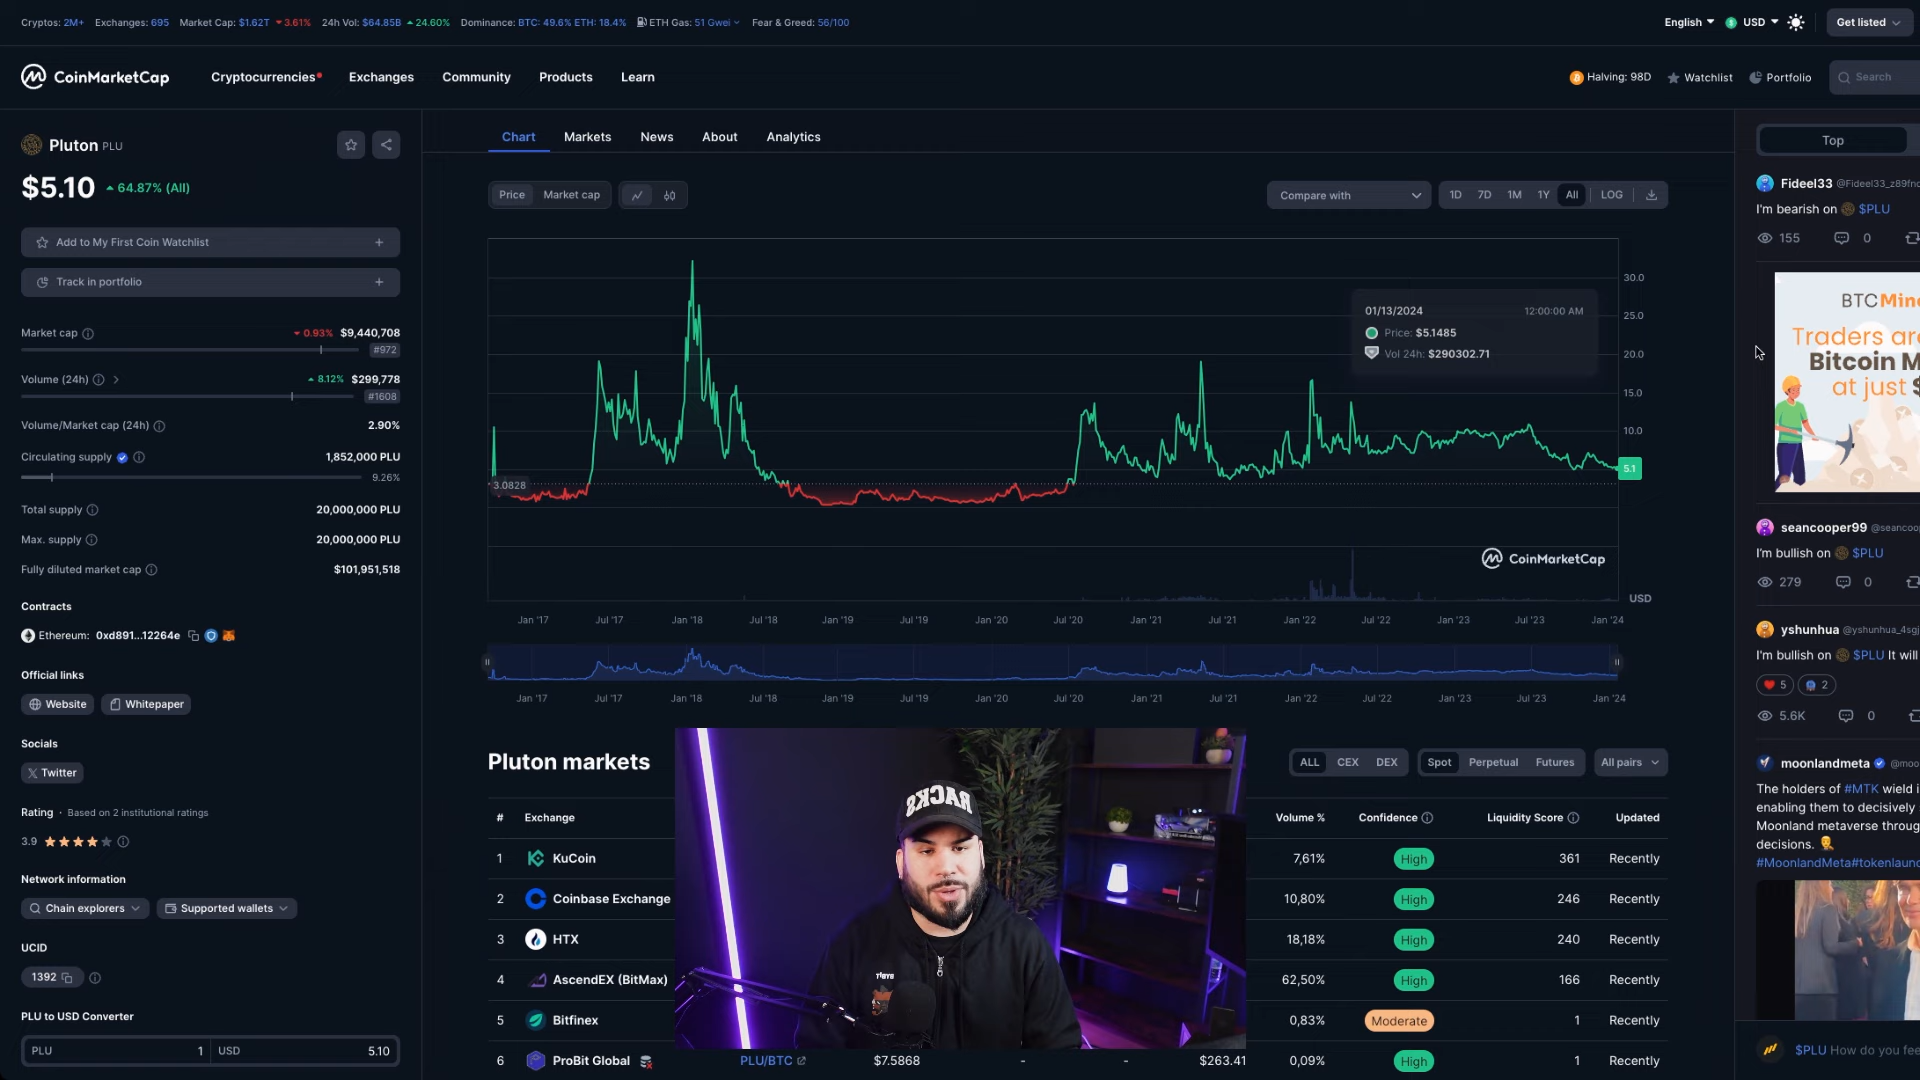 Cryptos: 2M+ Exchanges: 695 Market Cap: $1.62T 3.61% 24h Vol: $64.85B 24.60% Dominance: BTC: 49.6% ETH: 18.4% ETH Gas: 51 Gwei Fear & Greed: 56/100
English USD Get listed
CoinMarketCap Cryptocurrencies Exchanges Community Products Learn
Halving: 98D Watchlist Portfolio Search
Pluton PLU
$5.10 64.87% (All)
Add to My First Coin Watchlist +
Track in portfolio +
Market cap 0.93% $9,440,708
#972
Volume (24h) 8.12% $299,778
#1608
Volume/Market cap (24h) 2.90%
Circulating supply 1,852,000 PLU
9.26%
Total supply 20,000,000 PLU
Max. supply 20,000,000 PLU
Fully diluted market cap $101,951,518
Contracts
Ethereum: 0xd891...12264e
Official links
Website Whitepaper
Socials
Twitter
Rating · Based on 2 institutional ratings
3.9
Network information
Chain explorers Supported wallets
UCID
1392
PLU to USD Converter
PLU 1 USD 5.10
Chart Markets News About Analytics
Price Market cap
Compare with 1D 7D 1M 1Y All LOG
30.0
25.0
20.0
15.0
10.0
5.1
3.0828
01/13/2024 12:00:00 AM
Price: $5.1485
Vol 24h: $290302.71
CoinMarketCap
USD
Jan '17 Jul '17 Jan '18 Jul '18 Jan '19 Jul '19 Jan '20 Jul '20 Jan '21 Jul '21 Jan '22 Jul '22 Jan '23 Jul '23 Jan '24
Jan '17 Jul '17 Jan '18 Jul '18 Jan '19 Jul '19 Jan '20 Jul '20 Jan '21 Jul '21 Jan '22 Jul '22 Jan '23 Jul '23 Jan '24
Pluton markets
ALL CEX DEX Spot Perpetual Futures All pairs
# Exchange Volume % Confidence Liquidity Score Updated
1 KuCoin 7,61% High 361 Recently
2 Coinbase Exchange 10,80% High 246 Recently
3 HTX 18,18% High 240 Recently
4 AscendEX (BitMax) 62,50% High 166 Recently
5 Bitfinex 0,83% Moderate 1 Recently
6 ProBit Global PLU/BTC $7.5868 - - $263.41 0,09% High 1 Recently
RACKS
Top
Fideel33 @Fideel33_z89fnc
I'm bearish on $PLU
155 0
BTCMin
Traders ar
Bitcoin M
at just $
seancooper99 @seancoo
I'm bullish on $PLU
279 0
yshunhua @yshunhua_4sgj
I'm bullish on $PLU It will
5 2
5.6K 0
moonlandmeta @moo
The holders of #MTK wield i
enabling them to decisively
Moonland metaverse throug
decisions.
#MoonlandMeta#tokenlaunc
$PLU How do you fee